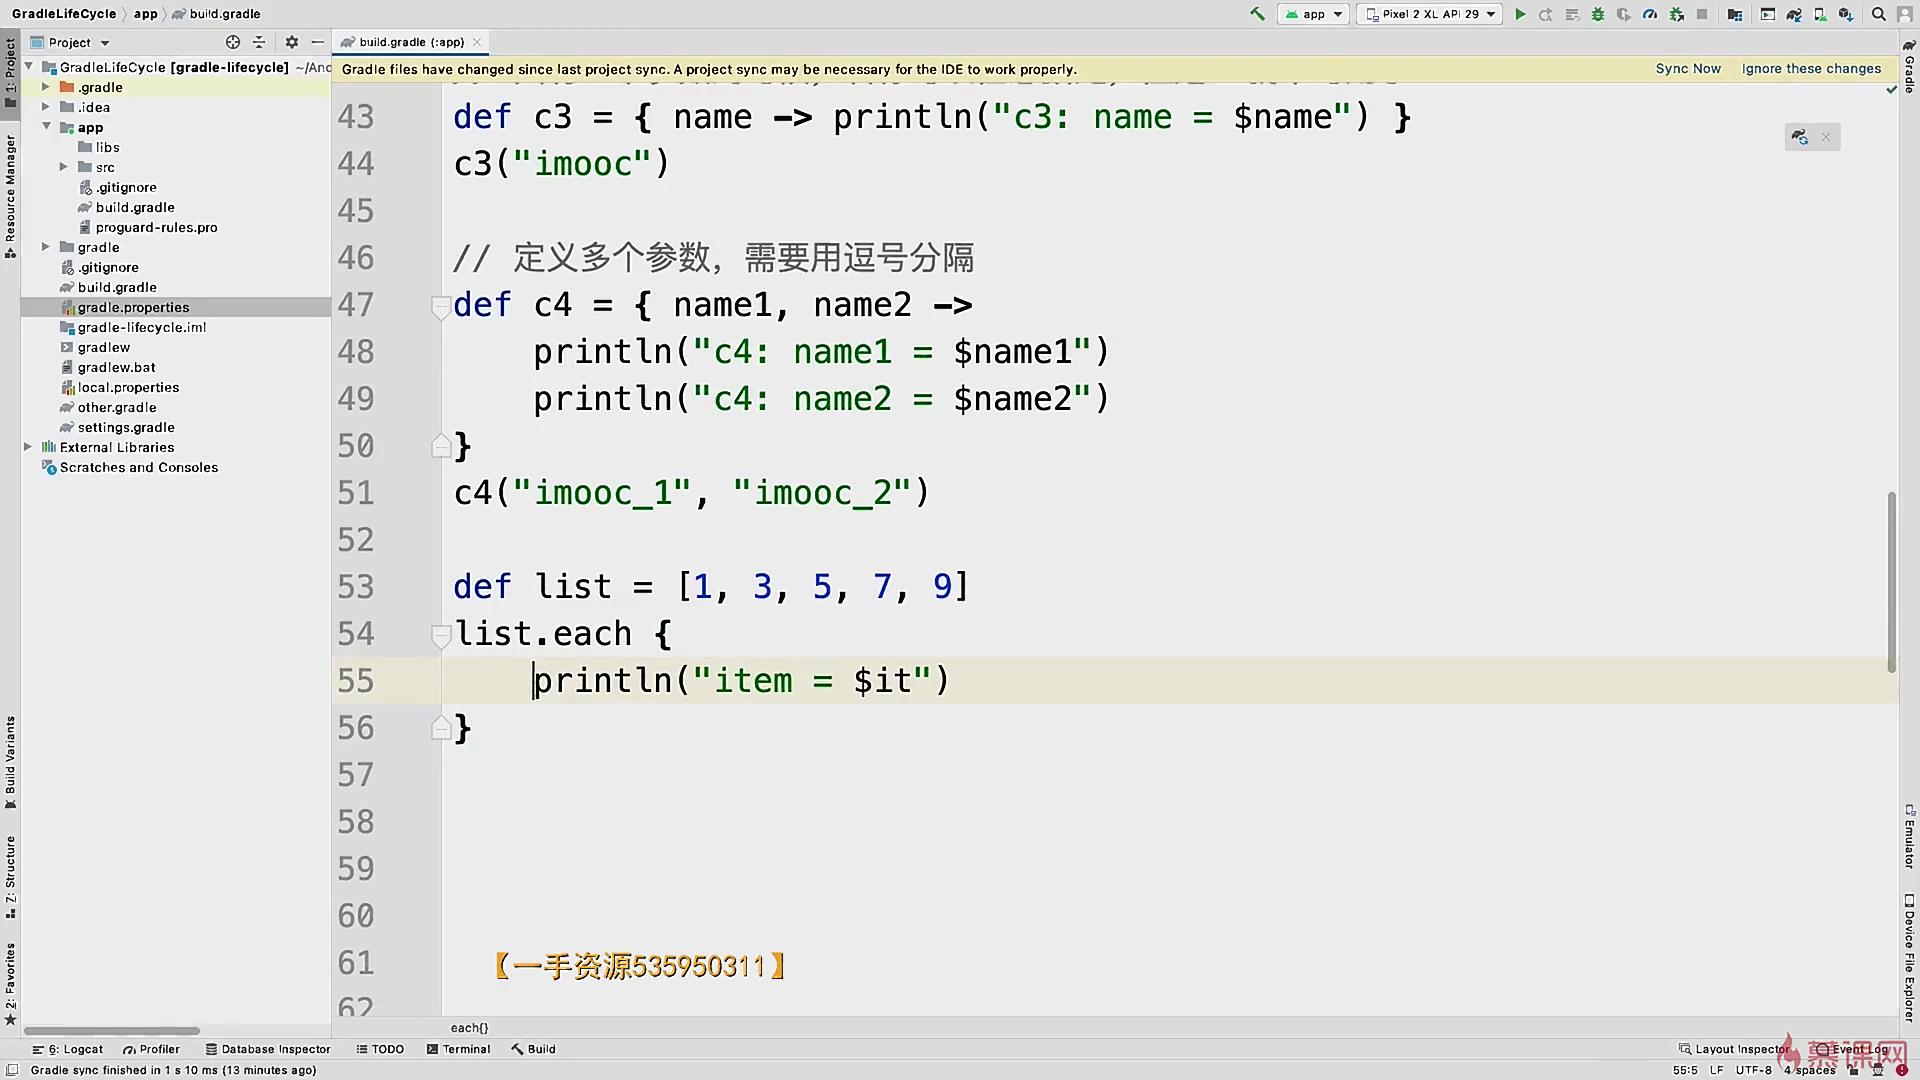 GradleLifeCycle app build.gradle
app
Pixel 2 XL API 29
Project
build.gradle (:app)
GradleLifeCycle [gradle-lifecycle] ~/And
Gradle files have changed since last project sync. A project sync may be necessary for the IDE to work properly.
Sync Now
Ignore these changes
.gradle
.idea
app
libs
src
.gitignore
build.gradle
proguard-rules.pro
gradle
.gitignore
build.gradle
gradle.properties
gradle-lifecycle.iml
gradlew
gradlew.bat
local.properties
other.gradle
settings.gradle
External Libraries
Scratches and Consoles
43 def c3 = { name -> println("c3: name = $name") }
44 c3("imooc")
45
46 // 定义多个参数，需要用逗号分隔
47 def c4 = { name1, name2 ->
48 println("c4: name1 = $name1")
49 println("c4: name2 = $name2")
50 }
51 c4("imooc_1", "imooc_2")
52
53 def list = [1, 3, 5, 7, 9]
54 list.each {
55 println("item = $it")
56 }
57
58
59
60
61
62
【一手资源535950311】
each{}
1: Project
Resource Manager
Build Variants
Z: Structure
2: Favorites
Gradle
Emulator
Device File Explorer
6: Logcat
Profiler
Database Inspector
TODO
Terminal
Build
Layout Inspector
Event Log
慕课网
Gradle sync finished in 1 s 10 ms (13 minutes ago)
55:5 LF UTF-8 4 spaces